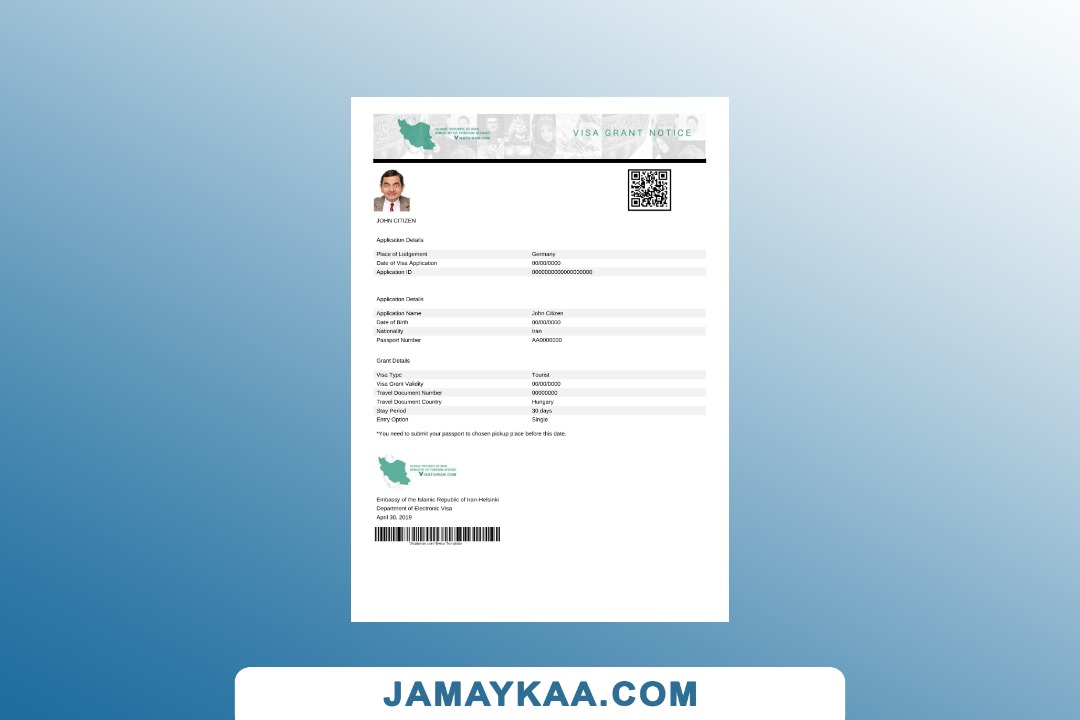 VISA GRANT NOTICE
JOHN CITIZEN
Application Details
Place of Lodgement Germany
Date of Visa Application 00/00/0000
Application ID 0000000000000000000
Application Details
Application Name John Citizen
Date of Birth 00/00/0000
Nationality Iran
Passport Number AA0000000
Grant Details
Visa Type Tourist
Visa Grant Validity 00/00/0000
Travel Document Number 00000000
Travel Document Country Hungary
Stay Period 30 days
Entry Option Single
*You need to submit your passport to chosen pickup place before this date.
Embassy of the Islamic Republic of Iran-Helsinki
Department of Electronic Visa
April 30, 2019
JAMAYKAA.COM